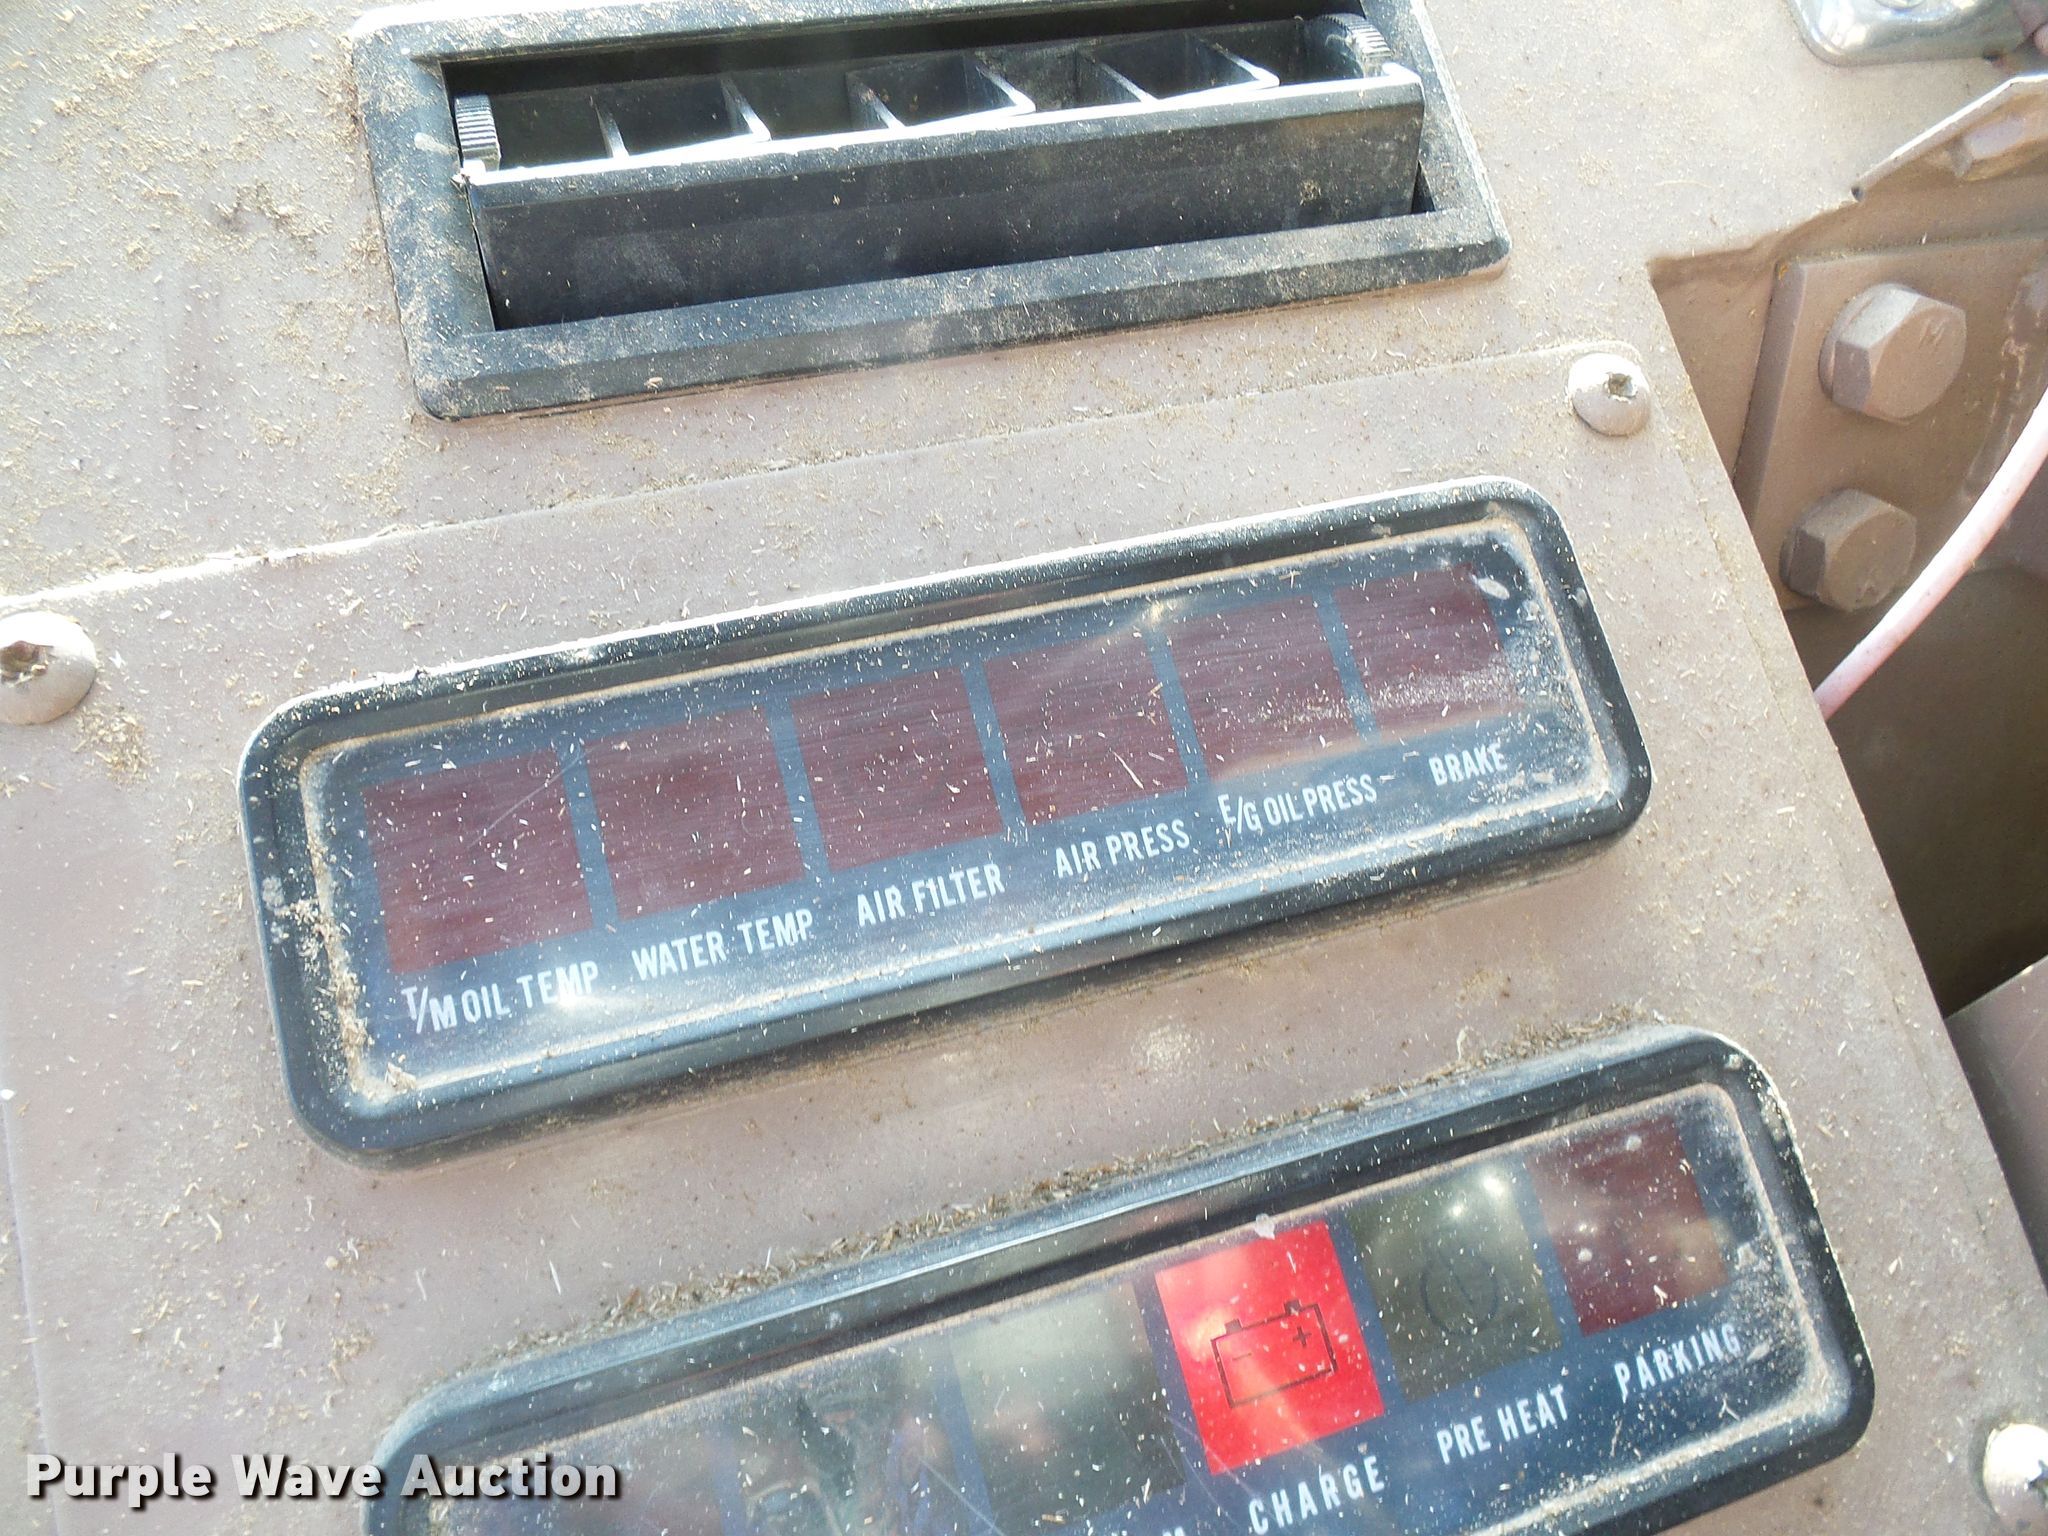 T/M OIL TEMP WATER TEMP AIR FILTER AIR PRESS E/G OIL PRESS BRAKE
CHARGE PRE HEAT PARKING
Purple Wave Auction